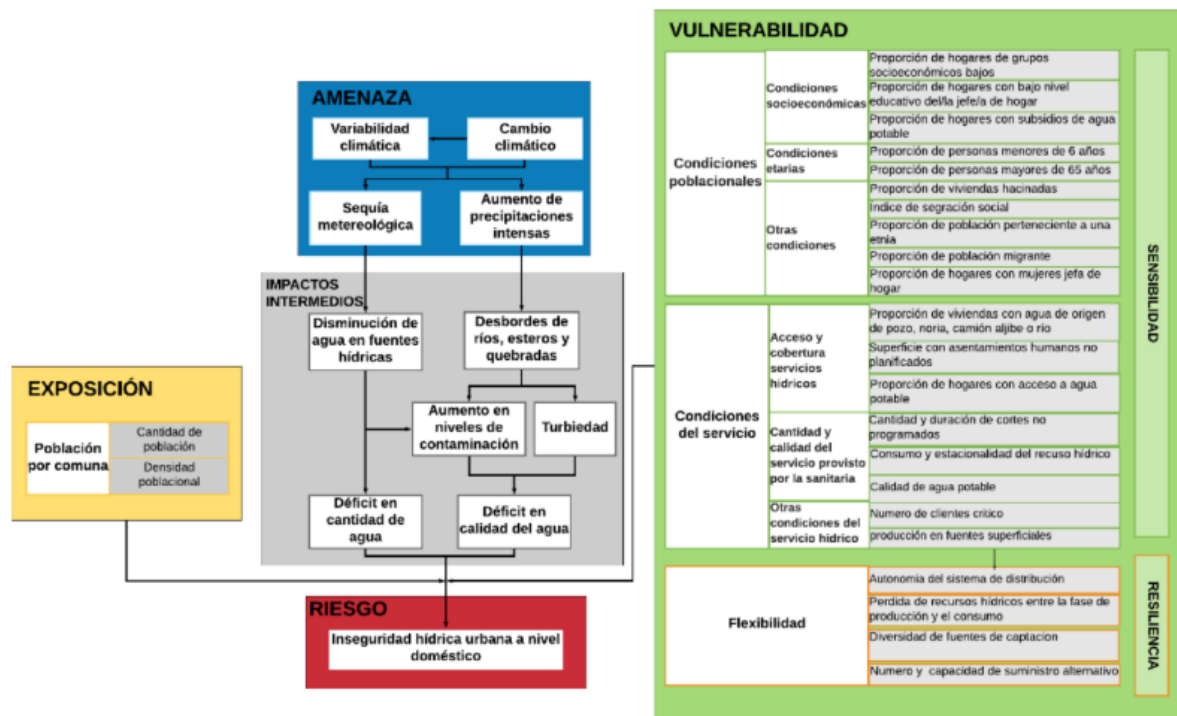 AMENAZA
Variabilidad
climática
Cambio
climático
Sequía
metereológica
Aumento de
precipitaciones
intensas
IMPACTOS
INTERMEDIOS
Disminución de
agua en fuentes
hídricas
Desbordes de
ríos, esteros y
quebradas
Aumento en
niveles de
contaminación
Turbiedad
Déficit en
cantidad de
agua
Déficit en
calidad del agua
EXPOSICIÓN
Población
por comuna
Cantidad de
población
Densidad
poblacional
RIESGO
Inseguridad hídrica urbana a nivel
doméstico
VULNERABILIDAD
Condiciones
poblacionales
Condiciones
socioeconómicas
Proporción de hogares de grupos
socioeconómicos bajos
Proporción de hogares con bajo nivel
educativo del/la jefe/a de hogar
Proporción de hogares con subsidios de agua
potable
Condiciones
etarias
Proporción de personas menores de 6 años
Proporción de personas mayores de 65 años
Otras
condiciones
Proporción de viviendas hacinadas
Índice de segración social
Proporción de población perteneciente a una
etnia
Proporción de población migrante
Proporción de hogares con mujeres jefa de
hogar
Condiciones
del servicio
Acceso y
cobertura
servicios
hídricos
Proporción de viviendas con agua de origen
de pozo, noria, camión aljibe o río
Superficie con asentamientos humanos no
planificados
Proporción de hogares con acceso a agua
potable
Cantidad y
calidad del
servicio provisto
por la sanitaria
Cantidad y duración de cortes no
programados
Consumo y estacionalidad del recuso hídrico
Calidad de agua potable
Otras
condiciones del
servicio hídrico
Numero de clientes critico
producción en fuentes superficiales
SENSIBILIDAD
Flexibilidad
Autonomia del sistema de distribución
Perdida de recursos hídricos entre la fase de
producción y el consumo
Diversidad de fuentes de captacion
Numero y capacidad de suministro alternativo
RESILIENCIA